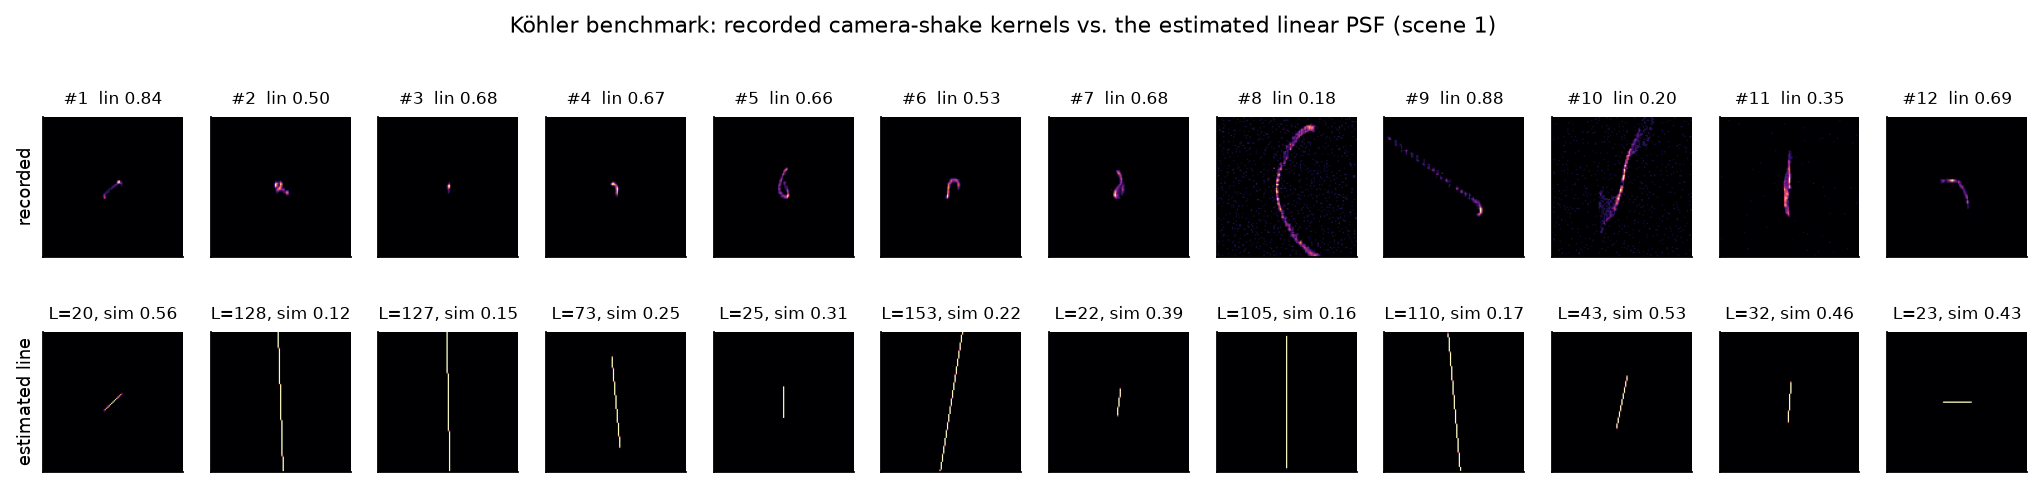 Köhler benchmark: recorded camera-shake kernels vs. the estimated linear PSF (scene 1)
#1 lin 0.84
#2 lin 0.50
#3 lin 0.68
#4 lin 0.67
#5 lin 0.66
#6 lin 0.53
#7 lin 0.68
#8 lin 0.18
#9 lin 0.88
#10 lin 0.20
#11 lin 0.35
#12 lin 0.69
recorded
L=20, sim 0.56
L=128, sim 0.12
L=127, sim 0.15
L=73, sim 0.25
L=25, sim 0.31
L=153, sim 0.22
L=22, sim 0.39
L=105, sim 0.16
L=110, sim 0.17
L=43, sim 0.53
L=32, sim 0.46
L=23, sim 0.43
estimated line